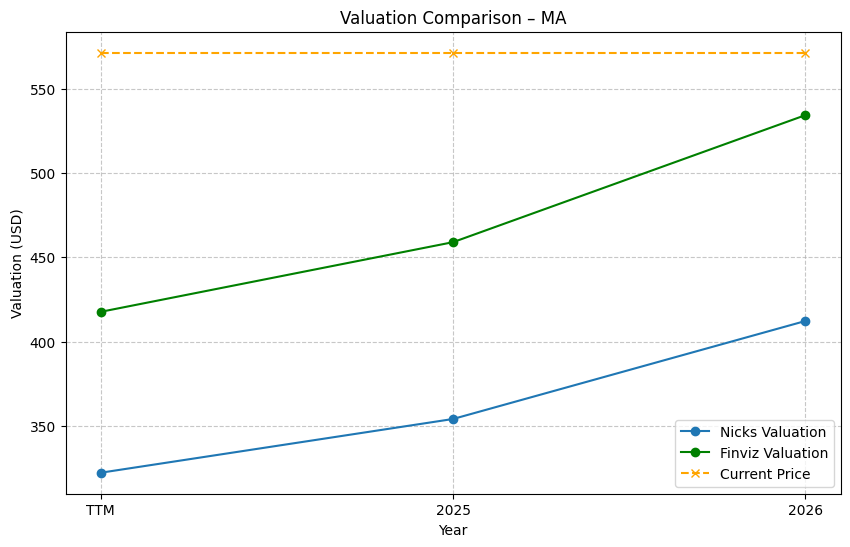 Valuation Comparison – MA
Valuation (USD)
550
500
450
400
350
TTM
2025
2026
Year
Nicks Valuation
Finviz Valuation
Current Price